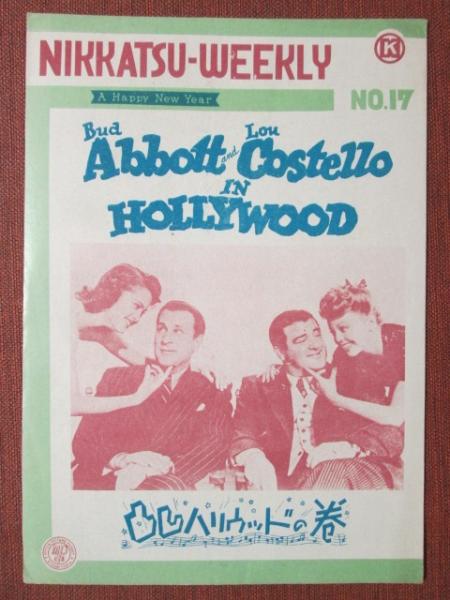 NIKKATSU-WEEKLY
K
A Happy New Year
NO.17
Bud Lou
Abbott and Costello
IN
HOLLYWOOD
凸凹ハリウッドの巻